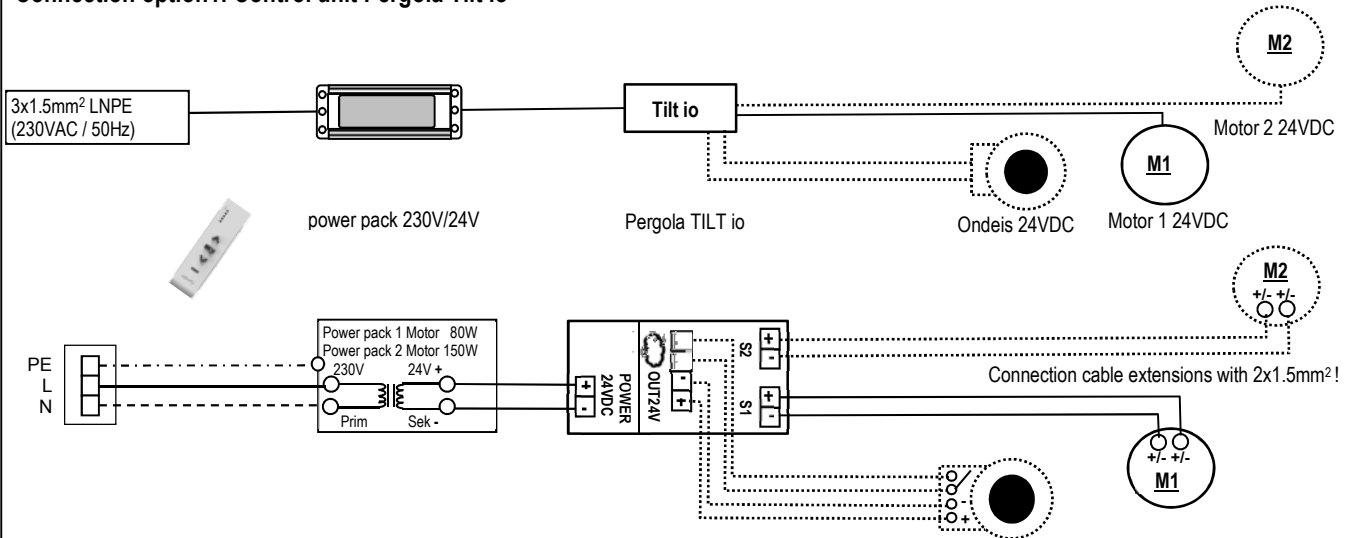 Connection option1: Control unit Pergola Tilt io
3x1.5mm² LNPE
(230VAC / 50Hz)
Tilt io
M2
Motor 2 24VDC
M1
power pack 230V/24V
Pergola TILT io
Ondeis 24VDC
Motor 1 24VDC
M2
+/- +/-
Power pack 1 Motor 80W
Power pack 2 Motor 150W
230V 24V +
PE
L
N
Prim Sek -
+
-
POWER
24VDC
OUT24V
-
+
S2
+
-
S1
+
-
Connection cable extensions with 2x1.5mm² !
+/- +/-
M1
-
+